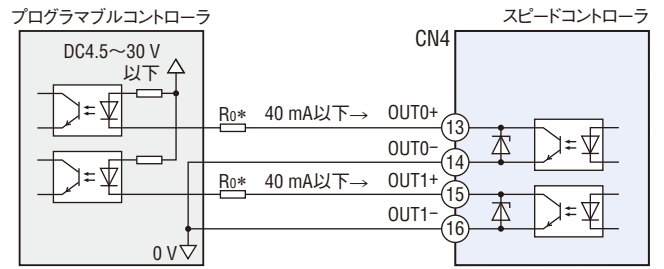 プログラマブルコントローラ
スピードコントローラ
CN4
DC4.5～30 V
以下
R0*
40 mA以下→
OUT0+
13
OUT0−
14
R0*
40 mA以下→
OUT1+
15
OUT1−
16
0 V